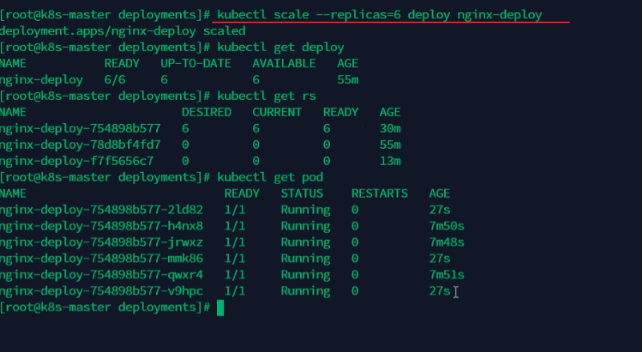 [root@k8s-master deployments]# kubectl scale --replicas=6 deploy nginx-deploy
deployment.apps/nginx-deploy scaled
[root@k8s-master deployments]# kubectl get deploy
NAME READY UP-TO-DATE AVAILABLE AGE
nginx-deploy 6/6 6 6 55m
[root@k8s-master deployments]# kubectl get rs
NAME DESIRED CURRENT READY AGE
nginx-deploy-754898b577 6 6 6 30m
nginx-deploy-78d8bf4fd7 0 0 0 55m
nginx-deploy-f7f5656c7 0 0 0 13m
[root@k8s-master deployments]# kubectl get pod
NAME READY STATUS RESTARTS AGE
nginx-deploy-754898b577-2ld82 1/1 Running 0 27s
nginx-deploy-754898b577-h4nx8 1/1 Running 0 7m50s
nginx-deploy-754898b577-jrwxz 1/1 Running 0 7m48s
nginx-deploy-754898b577-mmk86 1/1 Running 0 27s
nginx-deploy-754898b577-qwxr4 1/1 Running 0 7m51s
nginx-deploy-754898b577-v9hpc 1/1 Running 0 27s
[root@k8s-master deployments]#